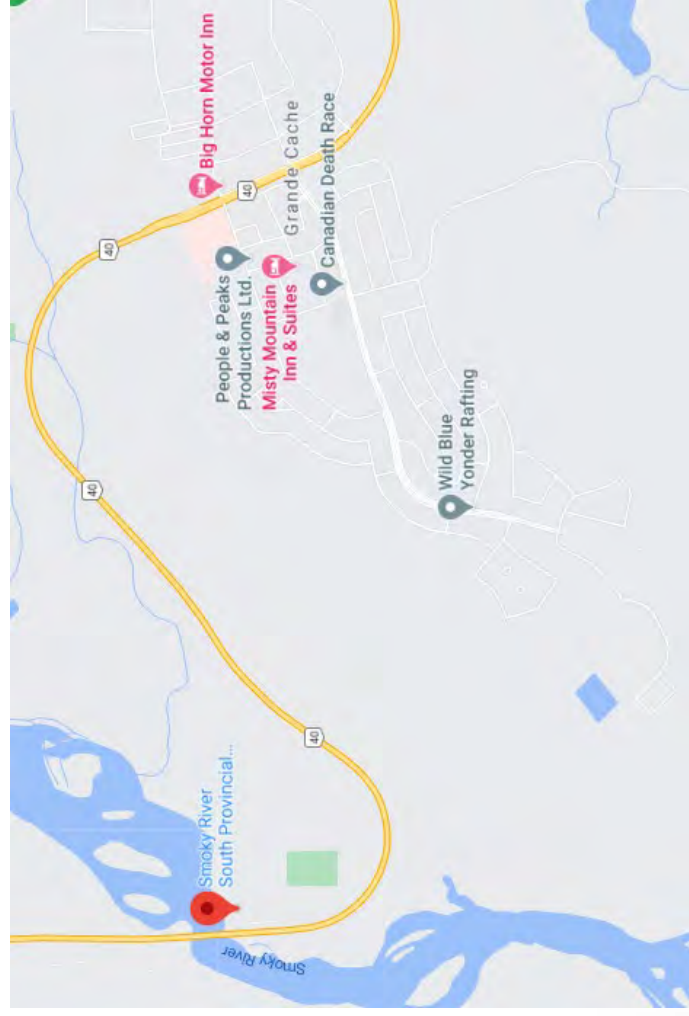 Big Horn Motor Inn
40
40
Grande Cache
People & Peaks
Productions Ltd.
Misty Mountain
Inn & Suites
Canadian Death Race
40
Wild Blue
Yonder Rafting
40
Smoky River
South Provincial...
Smoky River